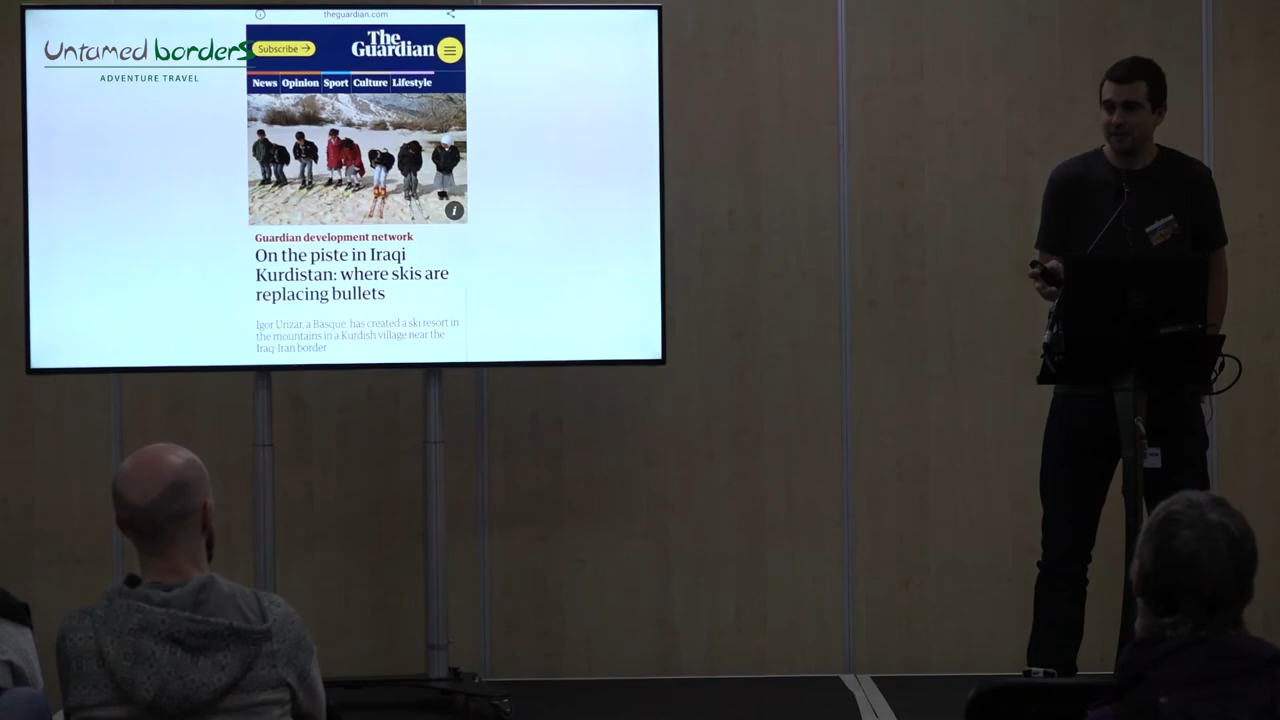 theguardian.com
Untamed borders
ADVENTURE TRAVEL
Subscribe →
The
Guardian
News Opinion Sport Culture Lifestyle
i
Guardian development network
On the piste in Iraqi
Kurdistan: where skis are
replacing bullets
Igor Urizar, a Basque, has created a ski resort in
the mountains in a Kurdish village near the
Iraq-Iran border